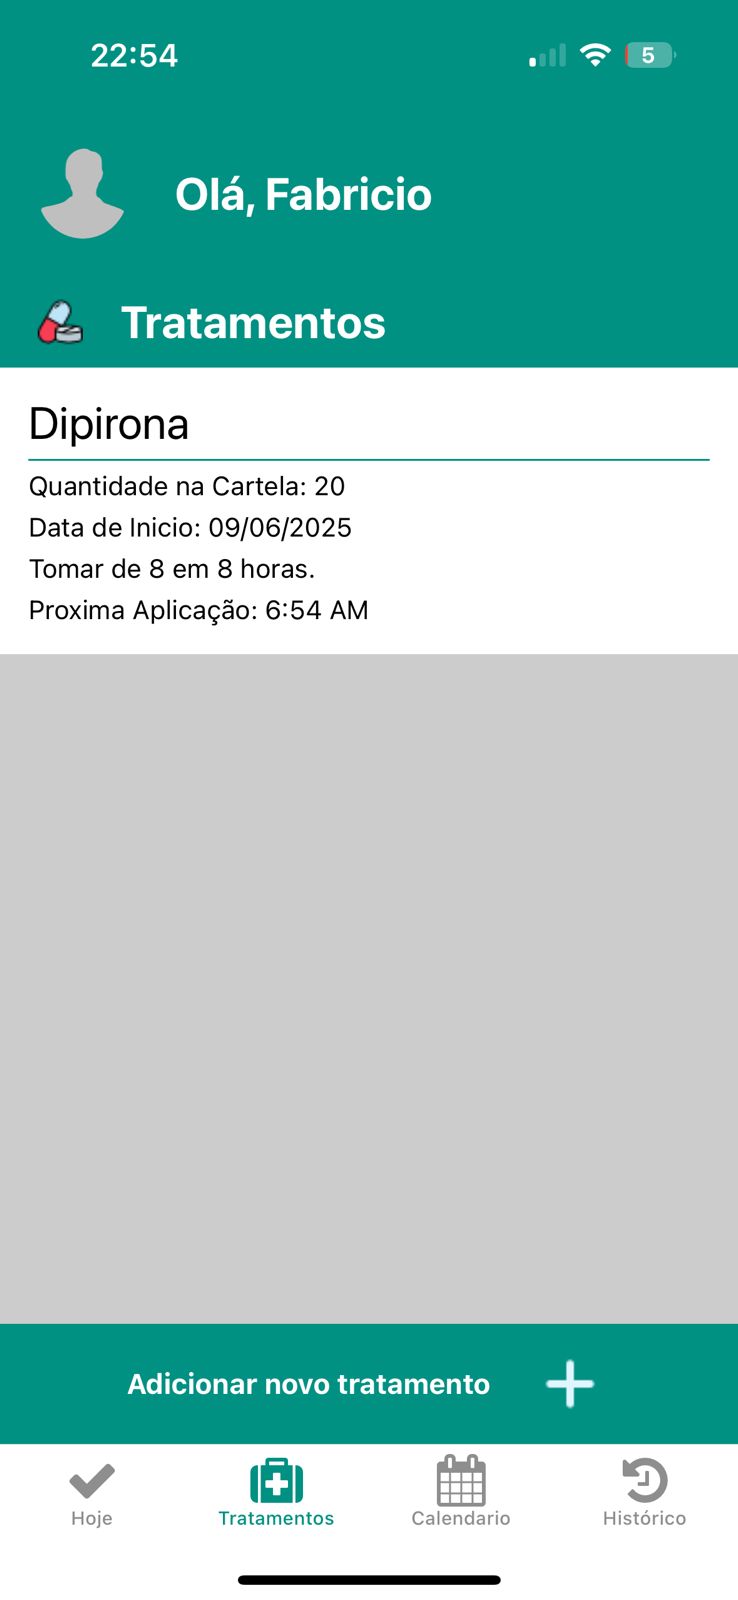 22:54
5
Olá, Fabricio
Tratamentos
Dipirona
Quantidade na Cartela: 20
Data de Inicio: 09/06/2025
Tomar de 8 em 8 horas.
Proxima Aplicação: 6:54 AM
Adicionar novo tratamento
Hoje
Tratamentos
Calendario
Histórico